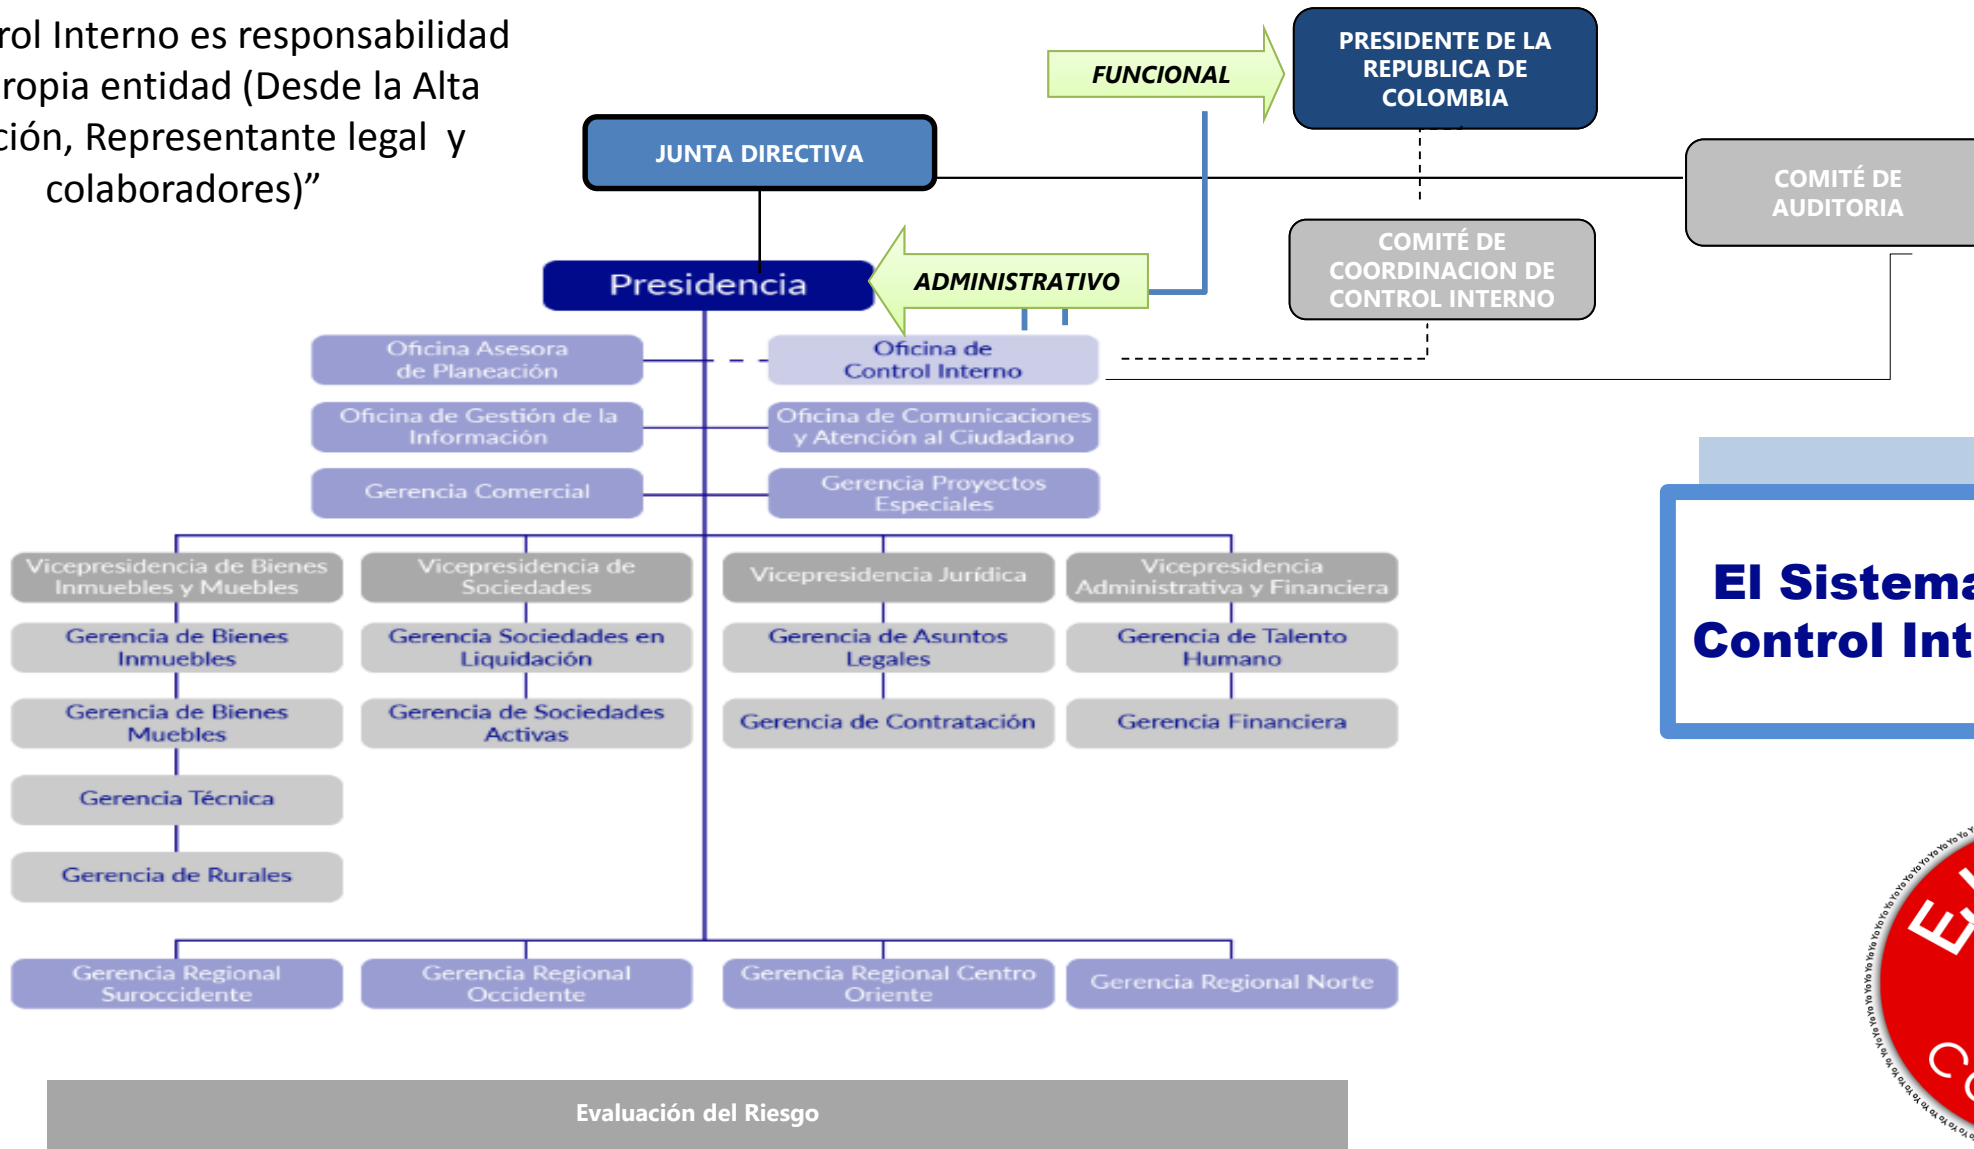 rol Interno es responsabilidad
ropia entidad (Desde la Alta
ción, Representante legal y
colaboradores)”
FUNCIONAL
PRESIDENTE DE LA
REPUBLICA DE
COLOMBIA
JUNTA DIRECTIVA
COMITÉ DE
AUDITORIA
COMITÉ DE
COORDINACION DE
CONTROL INTERNO
Presidencia
ADMINISTRATIVO
Oficina Asesora
de Planeación
Oficina de
Control Interno
Oficina de Gestión de la
Información
Oficina de Comunicaciones
y Atención al Ciudadano
Gerencia Comercial
Gerencia Proyectos
Especiales
Vicepresidencia de Bienes
Inmuebles y Muebles
Vicepresidencia de
Sociedades
Vicepresidencia Jurídica
Vicepresidencia
Administrativa y Financiera
Gerencia de Bienes
Inmuebles
Gerencia Sociedades en
Liquidación
Gerencia de Asuntos
Legales
Gerencia de Talento
Humano
Gerencia de Bienes
Muebles
Gerencia de Sociedades
Activas
Gerencia de Contratación
Gerencia Financiera
Gerencia Técnica
Gerencia de Rurales
Gerencia Regional
Suroccidente
Gerencia Regional
Occidente
Gerencia Regional Centro
Oriente
Gerencia Regional Norte
El Sistema
Control Int
Evaluación del Riesgo